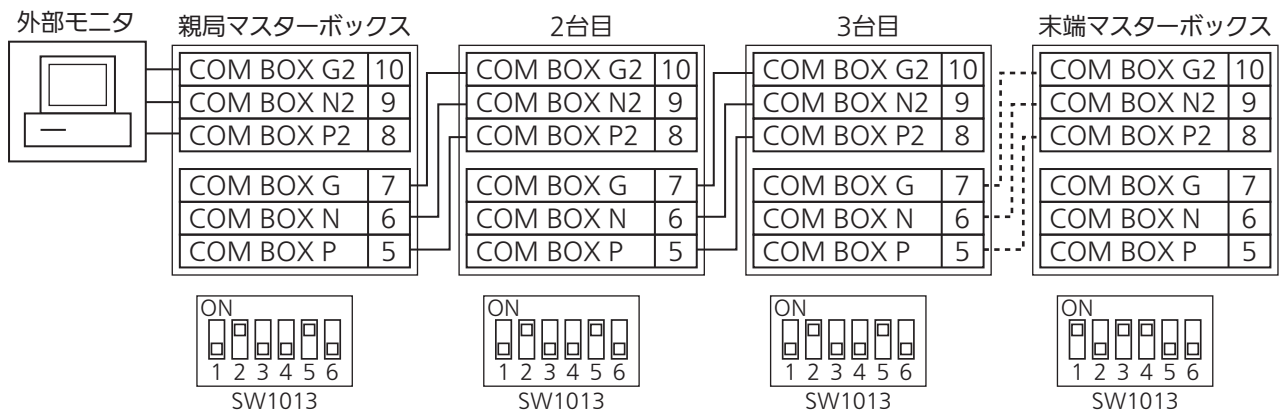 外部モニタ
親局マスターボックス
COM BOX G2 10
COM BOX N2 9
COM BOX P2 8
COM BOX G 7
COM BOX N 6
COM BOX P 5
ON
1 2 3 4 5 6
SW1013
2台目
COM BOX G2 10
COM BOX N2 9
COM BOX P2 8
COM BOX G 7
COM BOX N 6
COM BOX P 5
ON
1 2 3 4 5 6
SW1013
3台目
COM BOX G2 10
COM BOX N2 9
COM BOX P2 8
COM BOX G 7
COM BOX N 6
COM BOX P 5
ON
1 2 3 4 5 6
SW1013
末端マスターボックス
COM BOX G2 10
COM BOX N2 9
COM BOX P2 8
COM BOX G 7
COM BOX N 6
COM BOX P 5
ON
1 2 3 4 5 6
SW1013